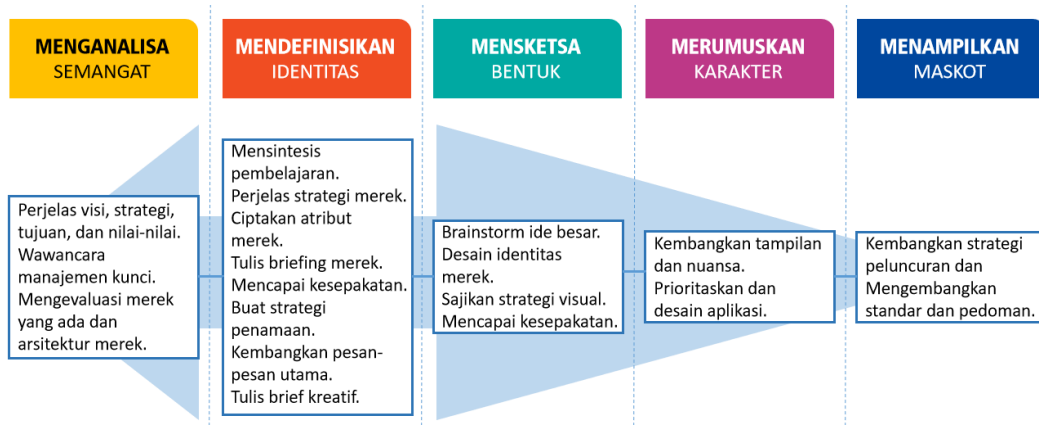 MENGANALISA
SEMANGAT
MENDEFINISIKAN
IDENTITAS
MENSKETSA
BENTUK
MERUMUSKAN
KARAKTER
MENAMPILKAN
MASKOT
Perjelas visi, strategi,
tujuan, dan nilai-nilai.
Wawancara
manajemen kunci.
Mengevaluasi merek
yang ada dan
arsitektur merek.
Mensintesis
pembelajaran.
Perjelas strategi merek.
Ciptakan atribut
merek.
Tulis briefing merek.
Mencapai kesepakatan.
Buat strategi
penamaan.
Kembangkan pesan-
pesan utama.
Tulis brief kreatif.
Brainstorm ide besar.
Desain identitas
merek.
Sajikan strategi visual.
Mencapai kesepakatan.
Kembangkan tampilan
dan nuansa.
Prioritaskan dan
desain aplikasi.
Kembangkan strategi
peluncuran dan
Mengembangkan
standar dan pedoman.